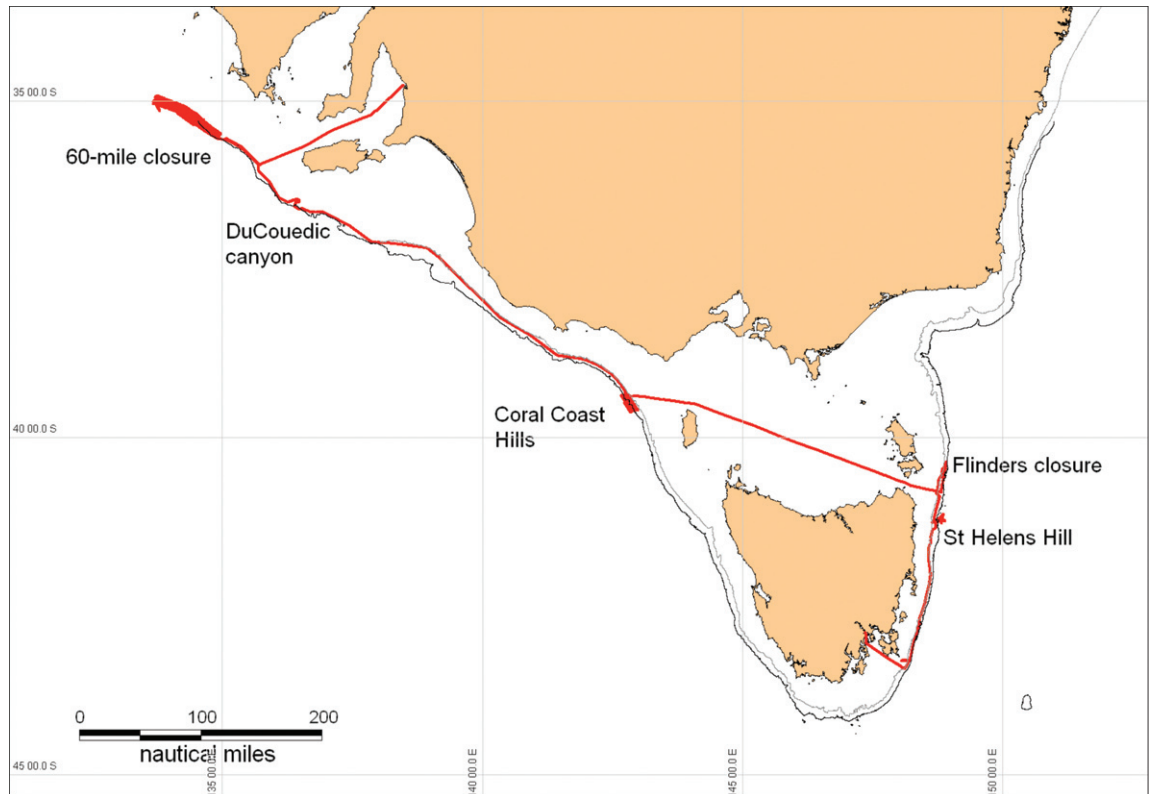 35 00.0 S
60-mile closure
DuCouedic
canyon
Coral Coast
Hills
40 00.0 S
Flinders closure
St Helens Hill
0 100 200
nautical miles
45 00.0 S
135 00.0 E
140 00.0 E
145 00.0 E
150 00.0 E